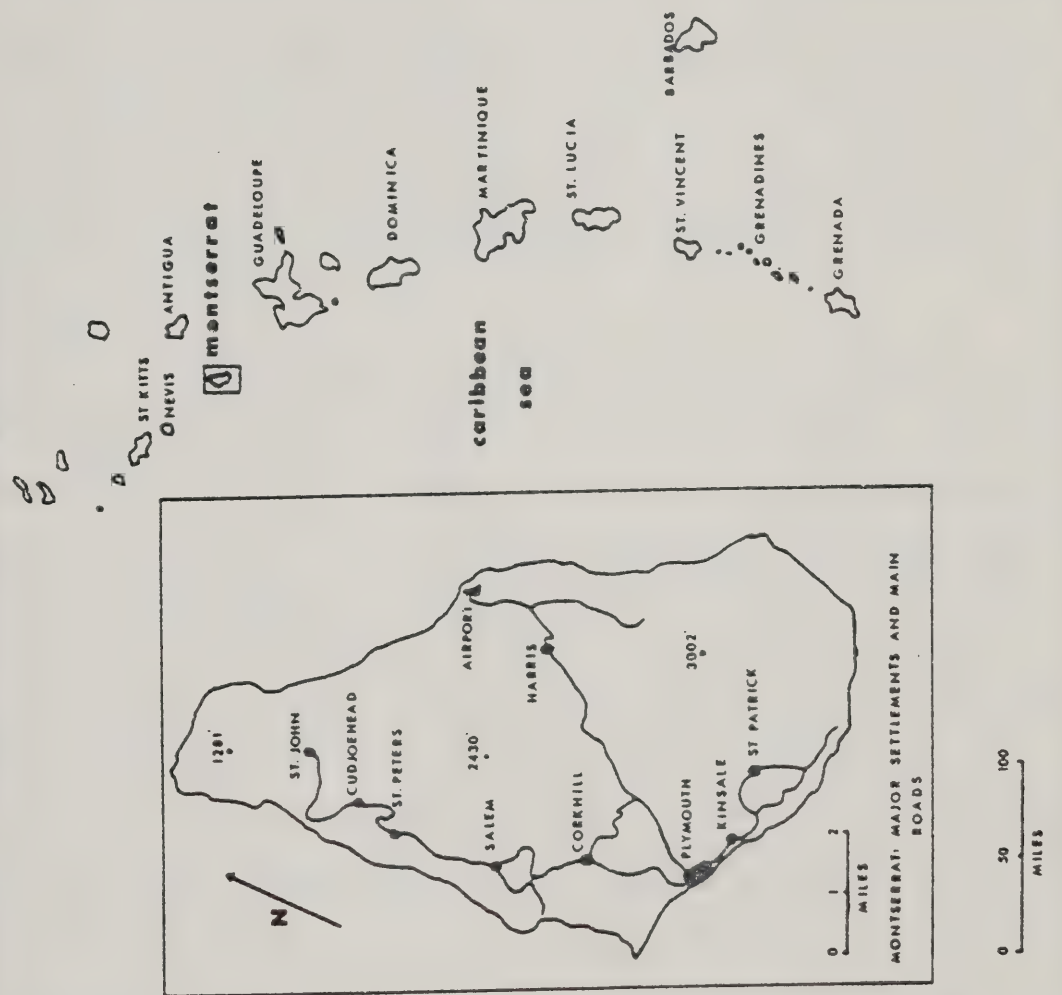 ST KITTS
NEVIS
ANTIGUA
montserrat
GUADELOUPE
DOMINICA
MARTINIQUE
ST. LUCIA
BARBADOS
ST. VINCENT
GRENADINES
GRENADA
caribbean
sea
N
1281'
ST. JOHN
CUDJOEHEAD
ST. PETERS
2430'
SALEM
AIRPORT
HARRIS
CORKHILL
3002'
PLYMOUTH
KINSALE
ST PATRICK
0 1 2
MILES
MONTSERRAT: MAJOR SETTLEMENTS AND MAIN
ROADS
0 50 100
MILES